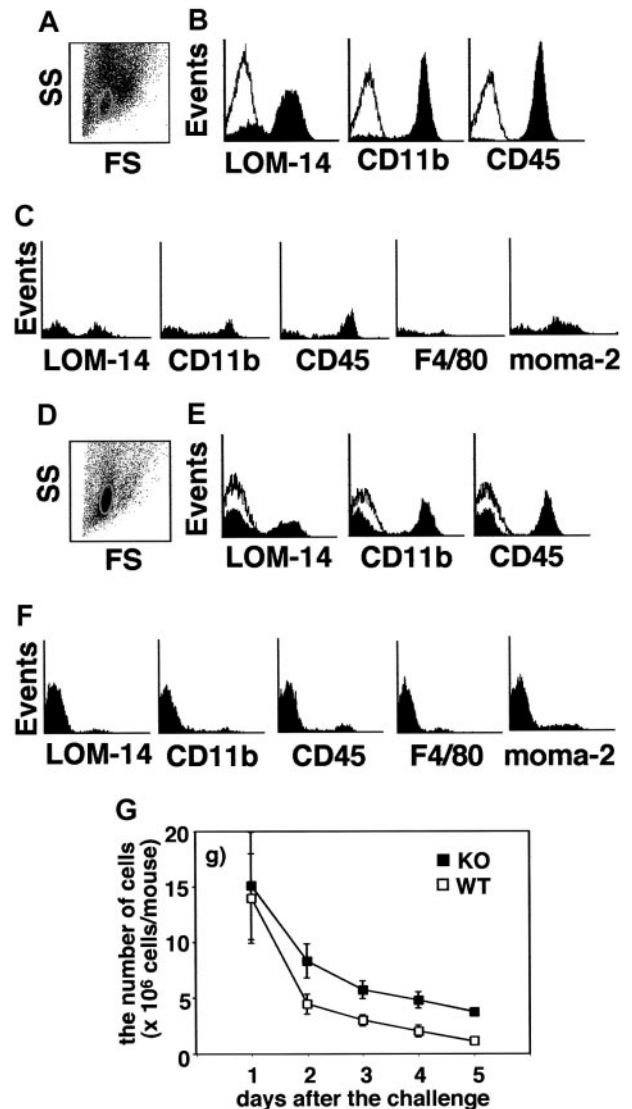 A
SS
FS
B
Events
LOM-14 CD11b CD45
C
Events
LOM-14 CD11b CD45 F4/80 moma-2
D
SS
FS
E
Events
LOM-14 CD11b CD45
F
Events
LOM-14 CD11b CD45 F4/80 moma-2
G
g)
KO
WT
the number of cells
(x 10⁶ cells/mouse)
20
15
10
5
0
1 2 3 4 5
days after the challenge